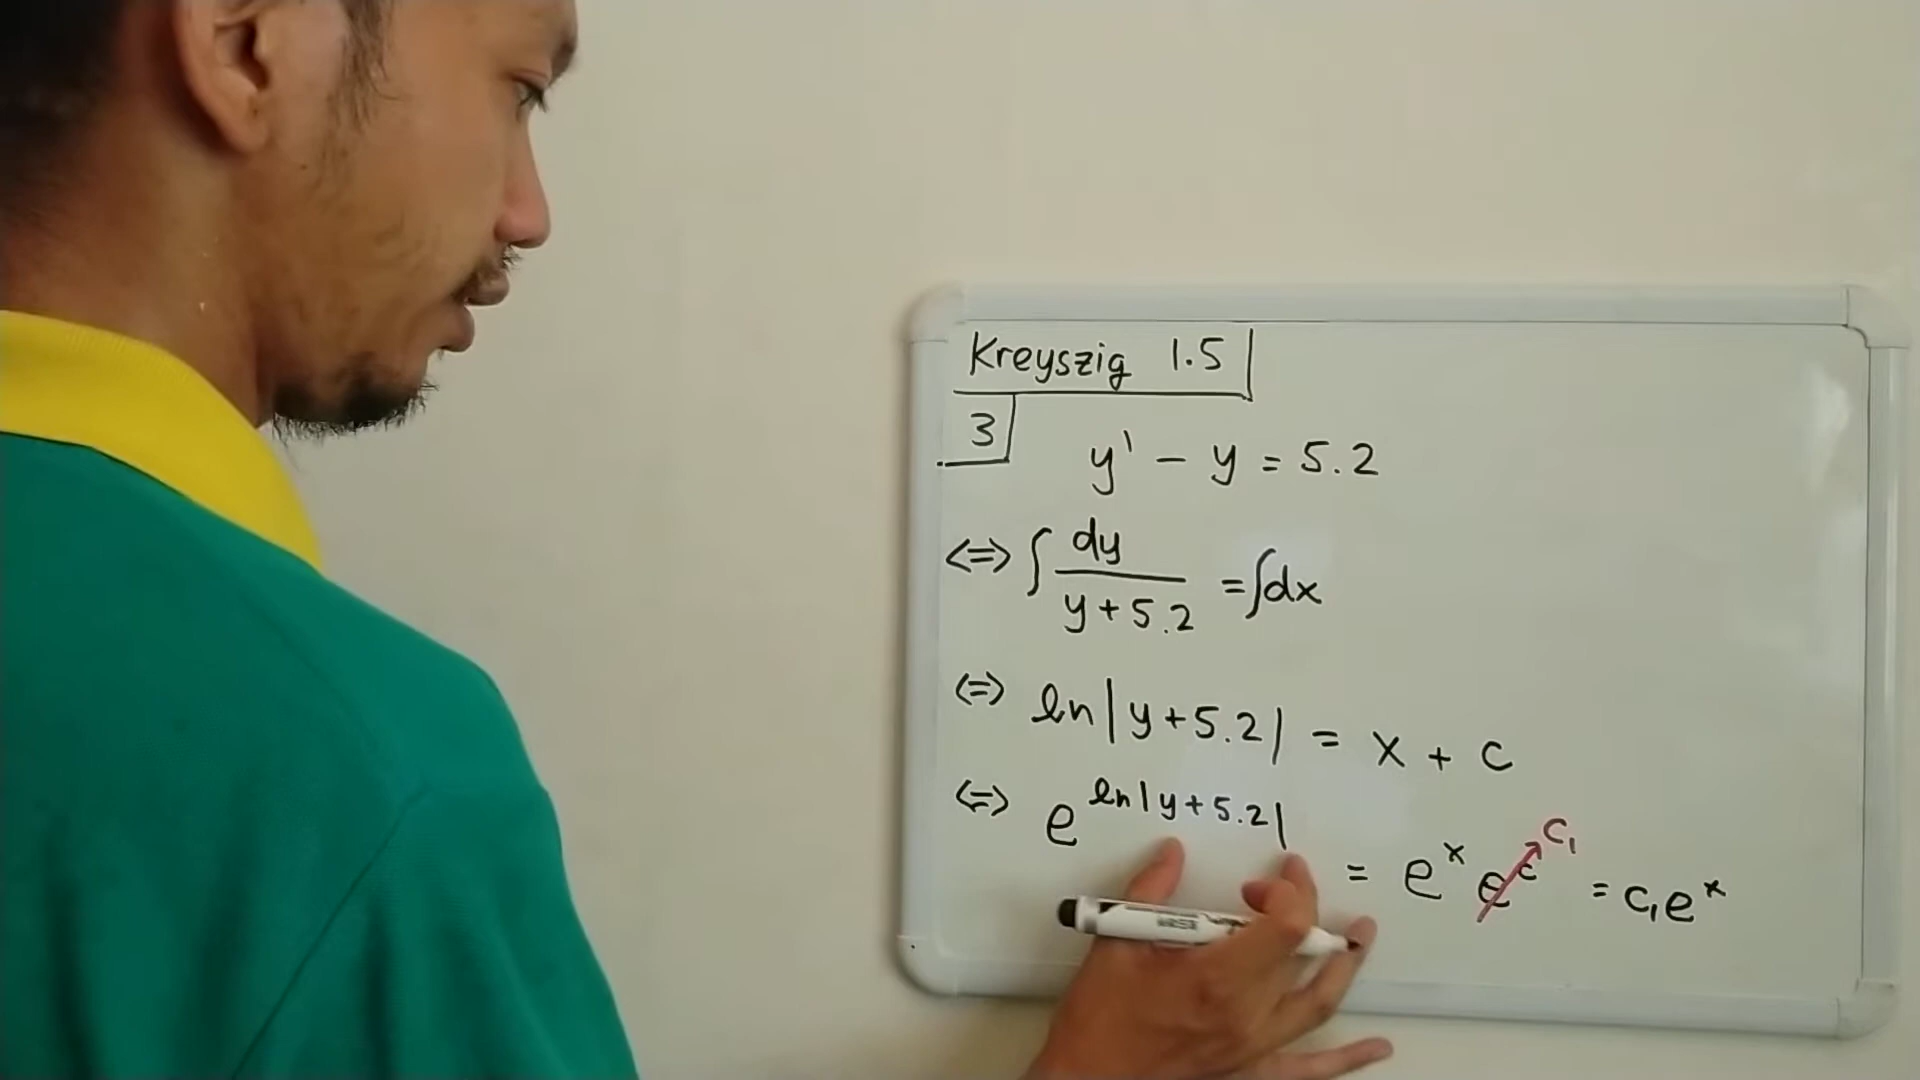 Kreyszig 1.5
3
y' - y = 5.2
⇔ ∫ dy / y + 5.2 = ∫dx
⇔ ln|y + 5.2| = x + c
⇔ e^ln|y + 5.2| = e^x e^c c₁ = c₁e^x